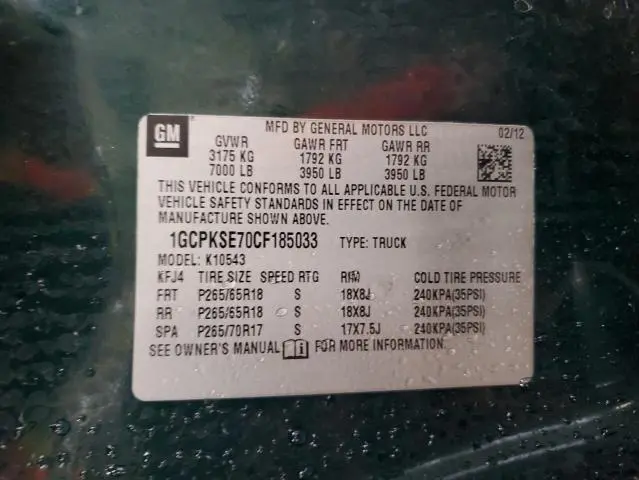 GM
MFD BY GENERAL MOTORS LLC 02/12
GVWR GAWR FRT GAWR RR
3175 KG 1792 KG 1792 KG
7000 LB 3950 LB 3950 LB
THIS VEHICLE CONFORMS TO ALL APPLICABLE U.S. FEDERAL MOTOR
VEHICLE SAFETY STANDARDS IN EFFECT ON THE DATE OF
MANUFACTURE SHOWN ABOVE.
1GCPKSE70CF185033 TYPE: TRUCK
MODEL: K10543
KFJ4 TIRE SIZE SPEED RTG RIM COLD TIRE PRESSURE
FRT P265/65R18 S 18X8J 240KPA(35PSI)
RR P265/65R18 S 18X8J 240KPA(35PSI)
SPA P265/70R17 S 17X7.5J 240KPA(35PSI)
SEE OWNER'S MANUAL FOR MORE INFORMATION.